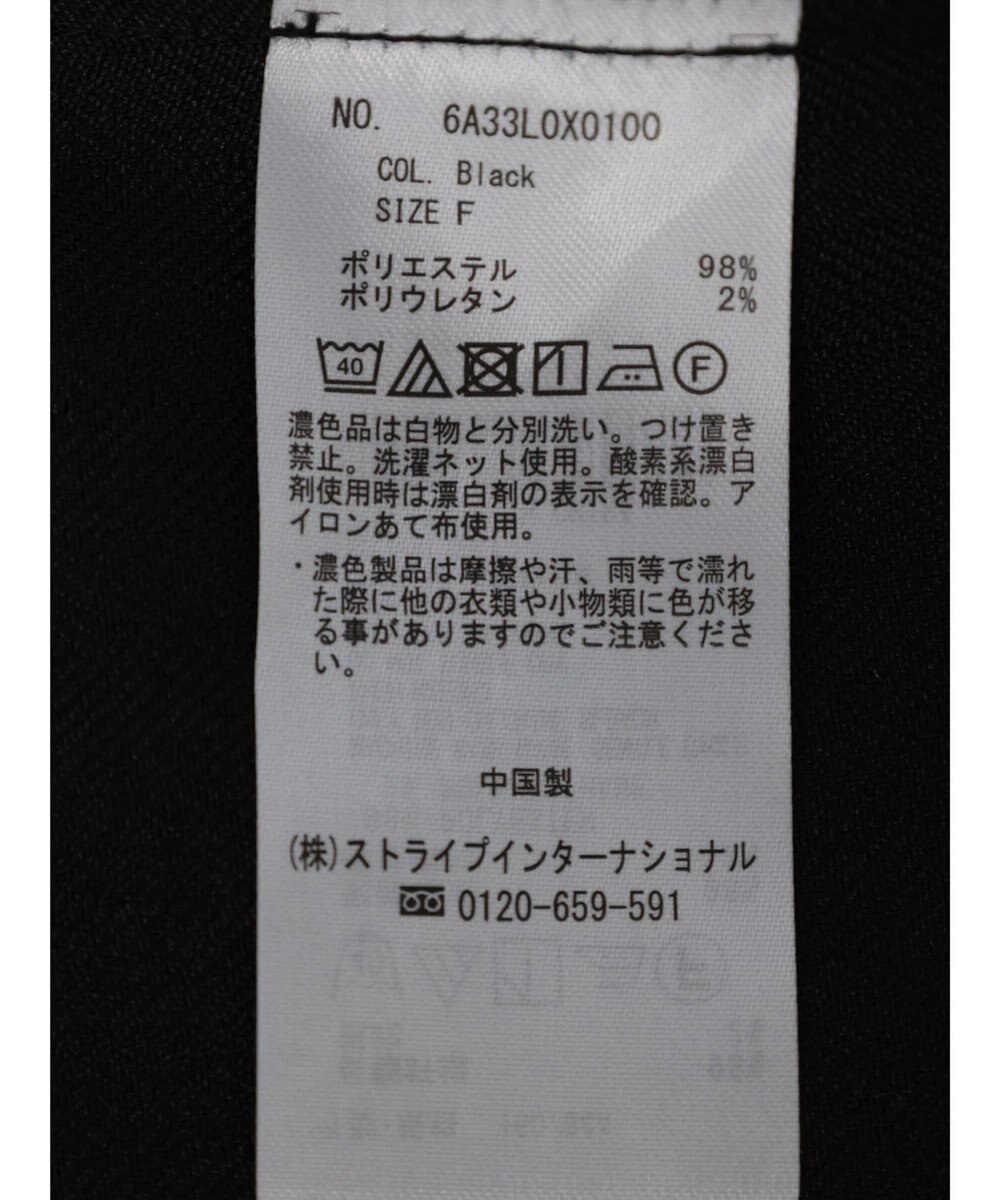 NO. 6A33L0X0100
COL. Black
SIZE F
ポリエステル 98%
ポリウレタン 2%
40 F
濃色品は白物と分別洗い。つけ置き
禁止。洗濯ネット使用。酸素系漂白
剤使用時は漂白剤の表示を確認。ア
イロンあて布使用。
・濃色製品は摩擦や汗、雨等で濡れ
た際に他の衣類や小物類に色が移
る事がありますのでご注意くださ
い。
中国製
(株)ストライプインターナショナル
0120-659-591